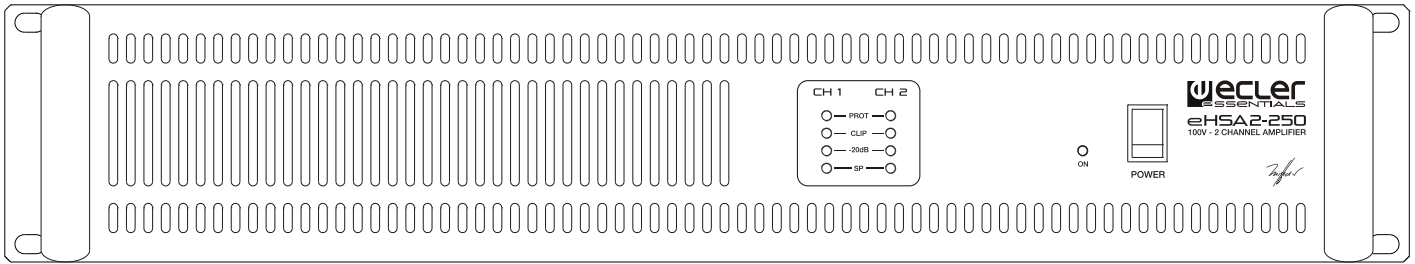 CH 1 CH 2
PROT
CLIP
-20dB
SP
ON
POWER
ecler
ESSENTIALS
eHSA2-250
100V - 2 CHANNEL AMPLIFIER